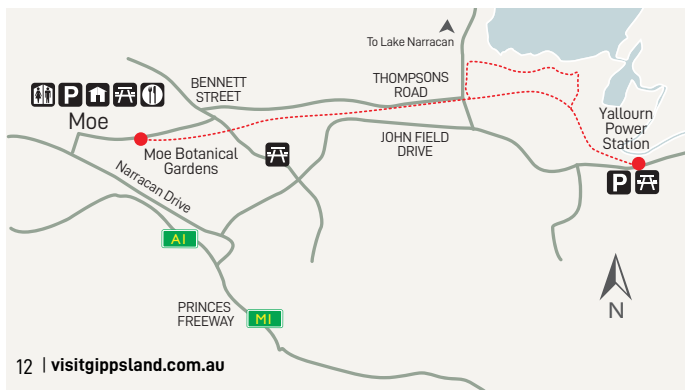 To Lake Narracan
BENNETT
STREET
THOMPSONS
ROAD
P
Moe
Yallourn
Power
Station
JOHN FIELD
DRIVE
Moe Botanical
Gardens
Narracan Drive
P
A1
N
PRINCES
FREEWAY
M1
12 | visitgippsland.com.au